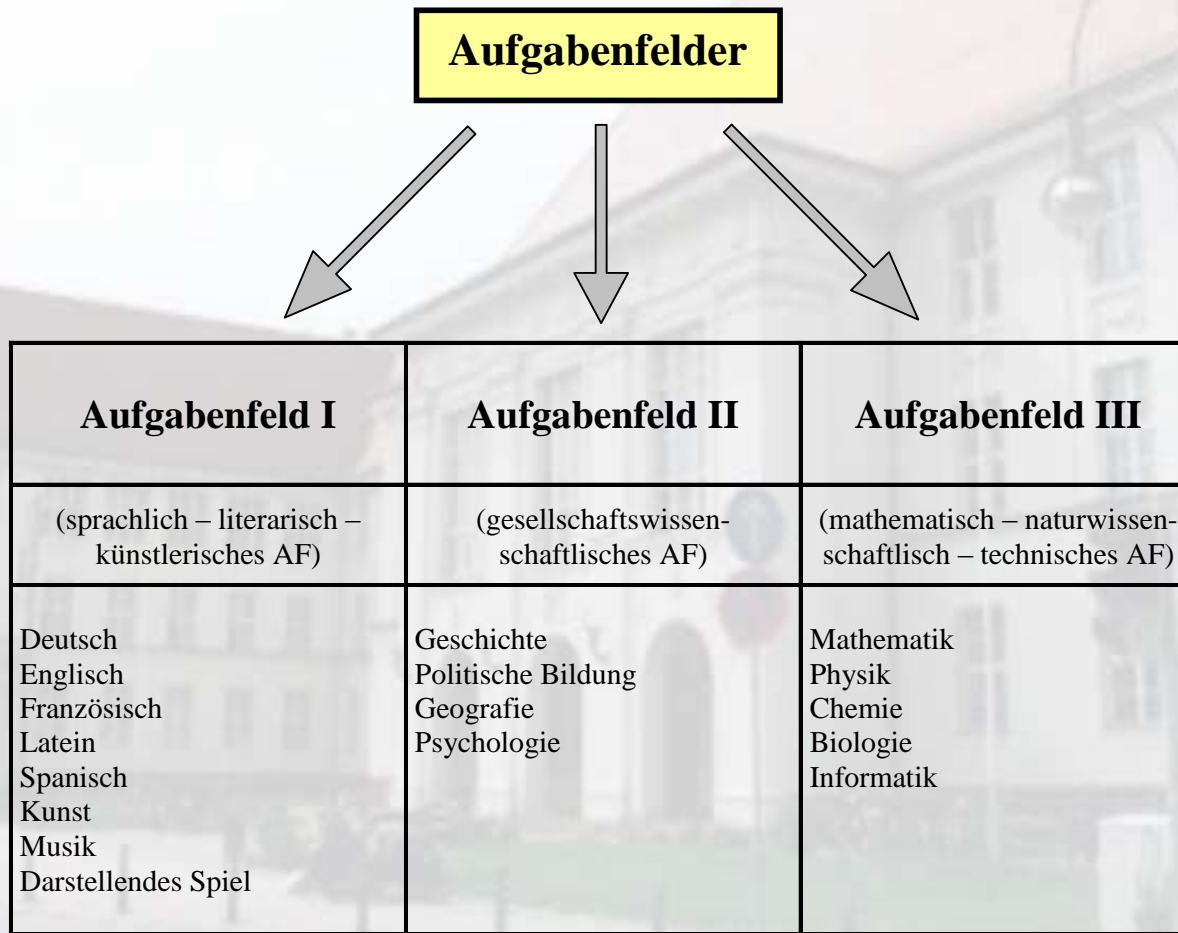 Aufgabenfelder
Aufgabenfeld I
Aufgabenfeld II
Aufgabenfeld III
(sprachlich – literarisch –
künstlerisches AF)
(gesellschaftswissen-
schaftlisches AF)
(mathematisch – naturwissen-
schaftlisch – technisches AF)
Deutsch
Englisch
Französisch
Latein
Spanisch
Kunst
Musik
Darstellendes Spiel
Geschichte
Politische Bildung
Geografie
Psychologie
Mathematik
Physik
Chemie
Biologie
Informatik